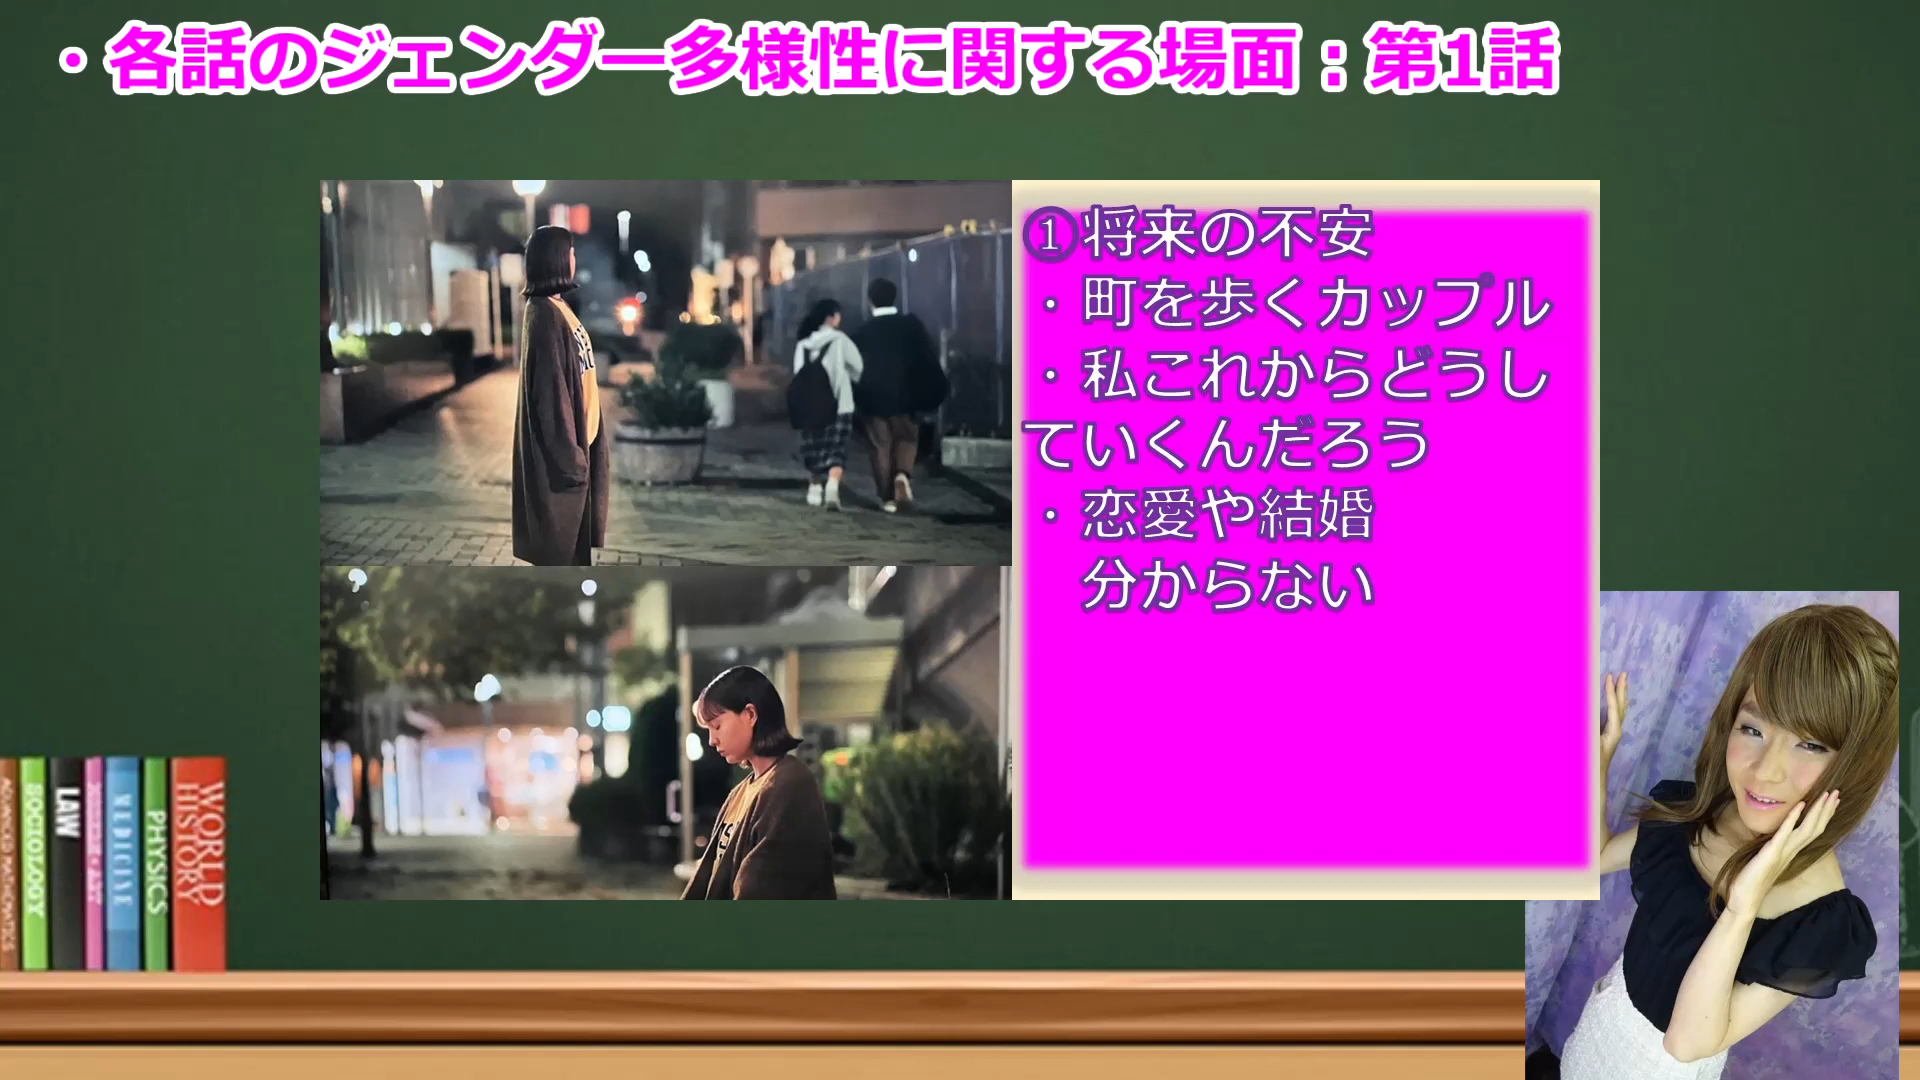 ・各話のジェンダー多様性に関する場面：第1話
①将来の不安
・町を歩くカップル
・私これからどうし
ていくんだろう
・恋愛や結婚
分からない
SOCIOLOGY
LAW
MEDICISE
PHYSICS
WORLD
HISTORY